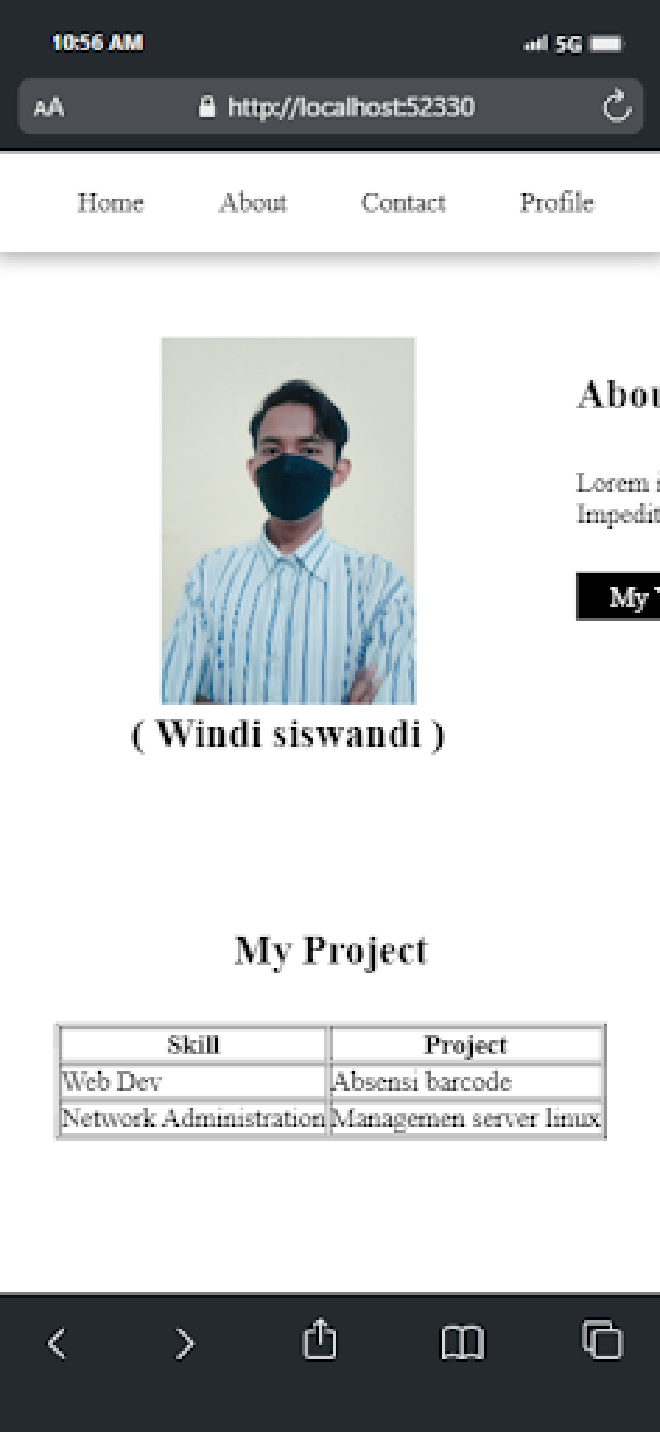 10:56 AM
5G
AA
http://localhost:52330
Home About Contact Profile
Abou
Lorem i
Impedit
My
( Windi siswandi )
My Project
Skill Project
Web Dev Absensi barcode
Network Administration Managemen server linux